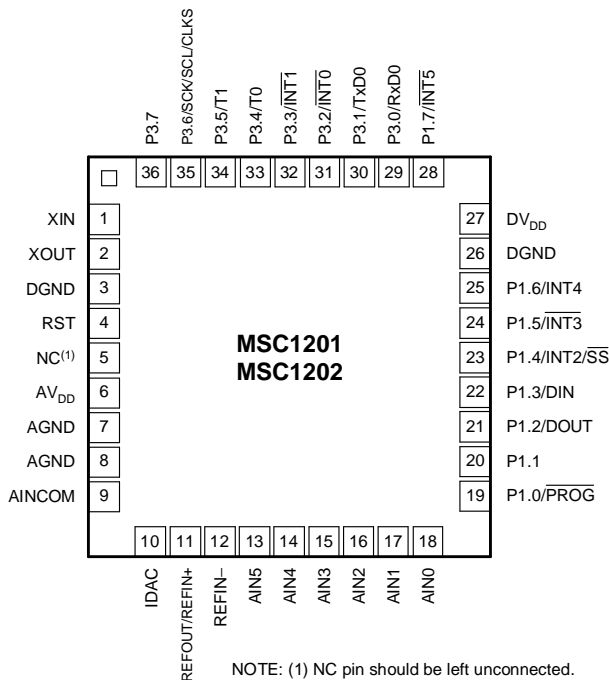 P3.7
P3.6/SCK/SCL/CLKS
P3.5/T1
P3.4/T0
P3.3/INT1
P3.2/INT0
P3.1/TxD0
P3.0/RxD0
P1.7/INT5
36 35 34 33 32 31 30 29 28
XIN 1
XOUT 2
DGND 3
RST 4
NC(1) 5
AVDD 6
AGND 7
AGND 8
AINCOM 9
MSC1201
MSC1202
27 DVDD
26 DGND
25 P1.6/INT4
24 P1.5/INT3
23 P1.4/INT2/SS
22 P1.3/DIN
21 P1.2/DOUT
20 P1.1
19 P1.0/PROG
10 11 12 13 14 15 16 17 18
IDAC
REFOUT/REFIN+
REFIN−
AIN5
AIN4
AIN3
AIN2
AIN1
AIN0
NOTE: (1) NC pin should be left unconnected.